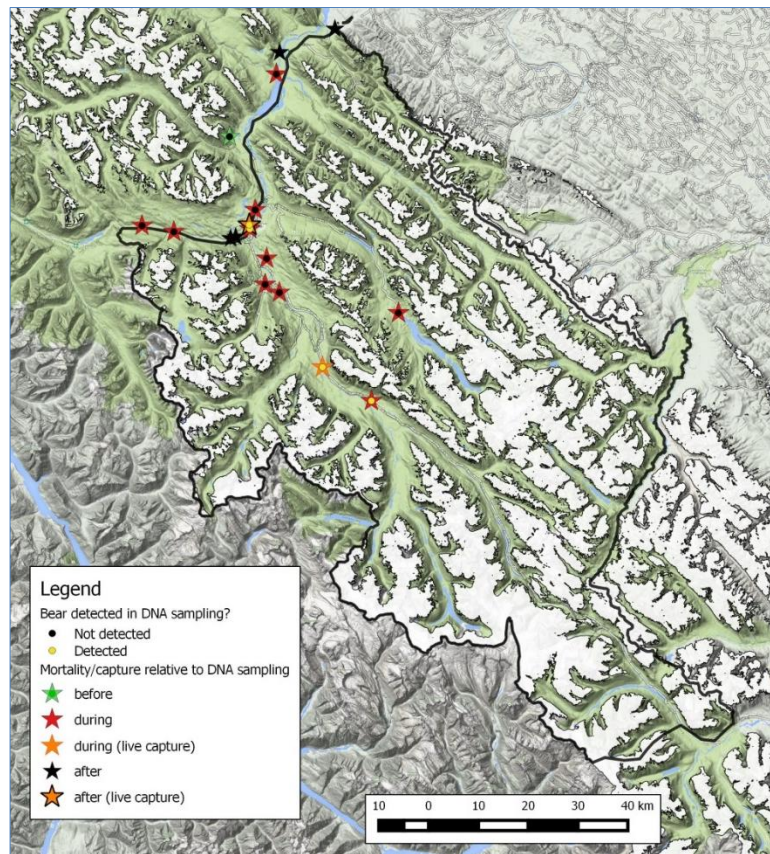 Legend
Bear detected in DNA sampling?
Not detected
Detected
Mortality/capture relative to DNA sampling
before
during
during (live capture)
after
after (live capture)
10 0 10 20 30 40 km